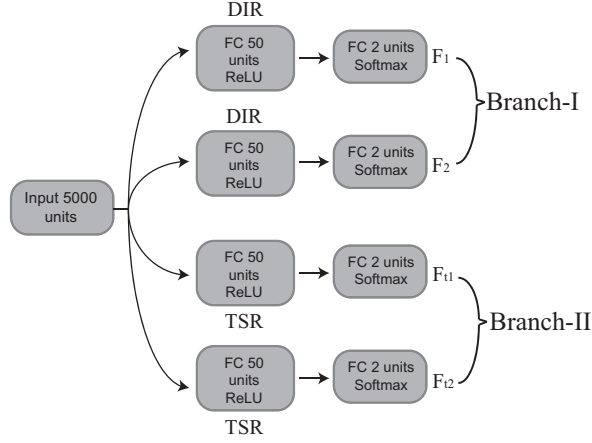 DIR
FC 50
units
ReLU
FC 2 units
Softmax
F1
Branch-I
DIR
FC 50
units
ReLU
FC 2 units
Softmax
F2
Input 5000
units
FC 50
units
ReLU
TSR
FC 2 units
Softmax
Ft1
Branch-II
FC 50
units
ReLU
TSR
FC 2 units
Softmax
Ft2